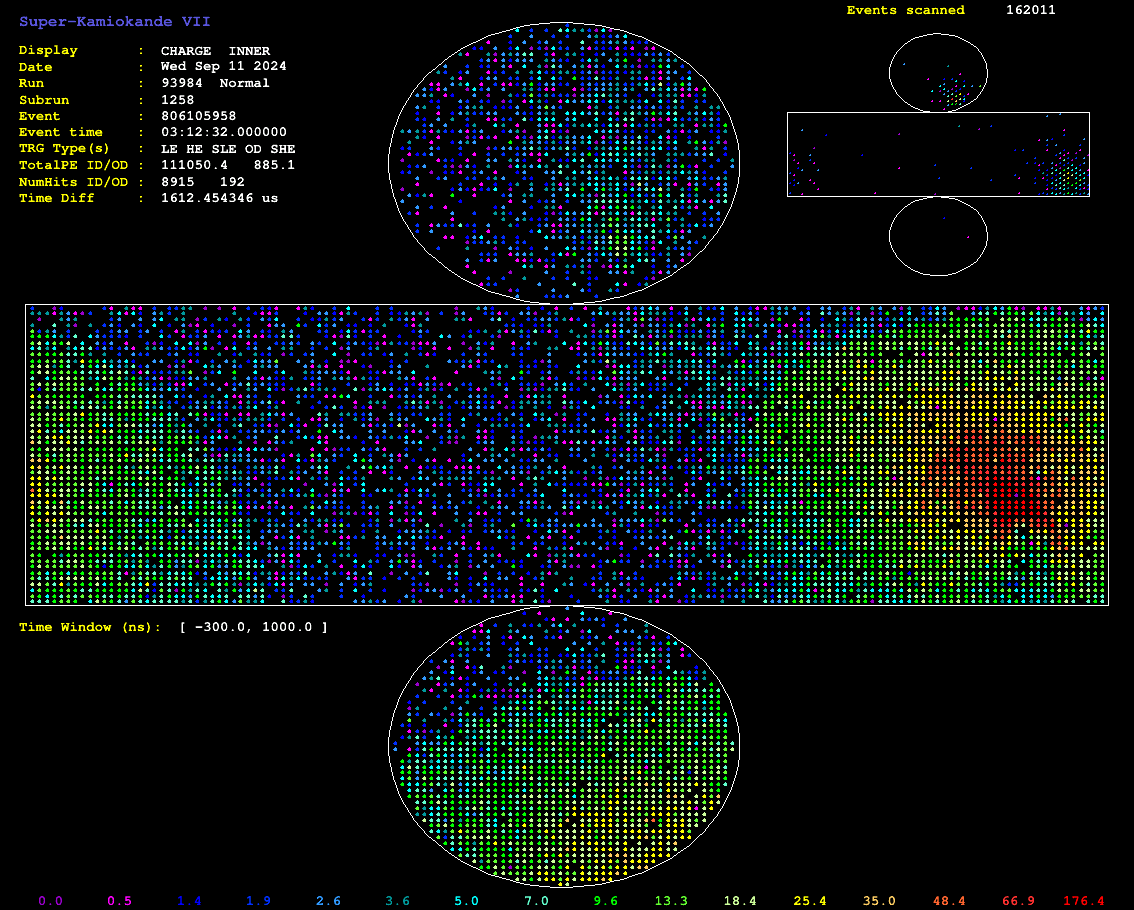 Super-Kamiokande VII
Events scanned 162011
Display : CHARGE INNER
Date : Wed Sep 11 2024
Run : 93984 Normal
Subrun : 1258
Event : 806105958
Event time : 03:12:32.000000
TRG Type(s) : LE HE SLE OD SHE
TotalPE ID/OD : 111050.4 885.1
NumHits ID/OD : 8915 192
Time Diff : 1612.454346 us
Time Window (ns): [ -300.0, 1000.0 ]
0.0 0.5 1.4 1.9 2.6 3.6 5.0 7.0 9.6 13.3 18.4 25.4 35.0 48.4 66.9 176.4